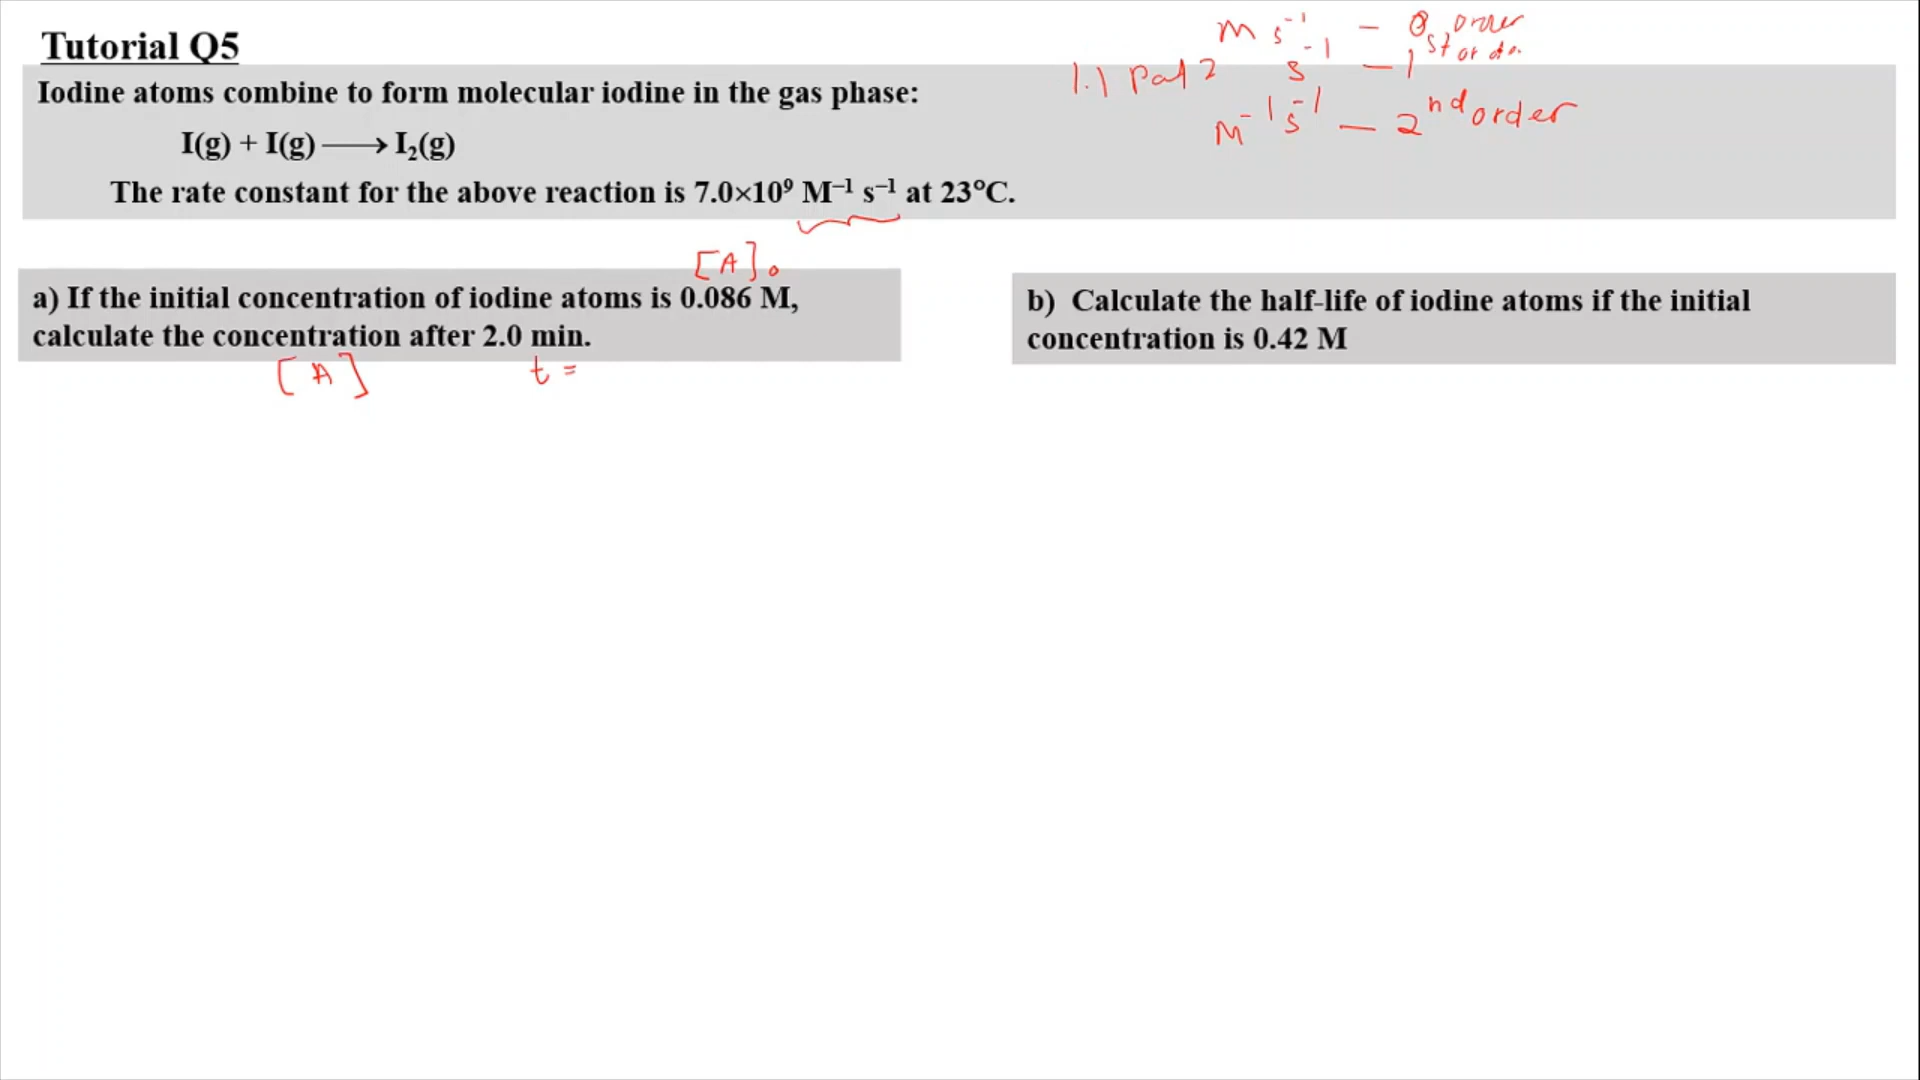 Tutorial Q5
M s⁻¹ — 0 order
1.1 Part 2 s⁻¹ — 1st order
M⁻¹ s⁻¹ — 2nd order
Iodine atoms combine to form molecular iodine in the gas phase:
I(g) + I(g) ⟶ I₂(g)
The rate constant for the above reaction is 7.0×10⁹ M⁻¹ s⁻¹ at 23°C.
[A]₀
a) If the initial concentration of iodine atoms is 0.086 M,
calculate the concentration after 2.0 min.
[A] t =
b) Calculate the half-life of iodine atoms if the initial
concentration is 0.42 M